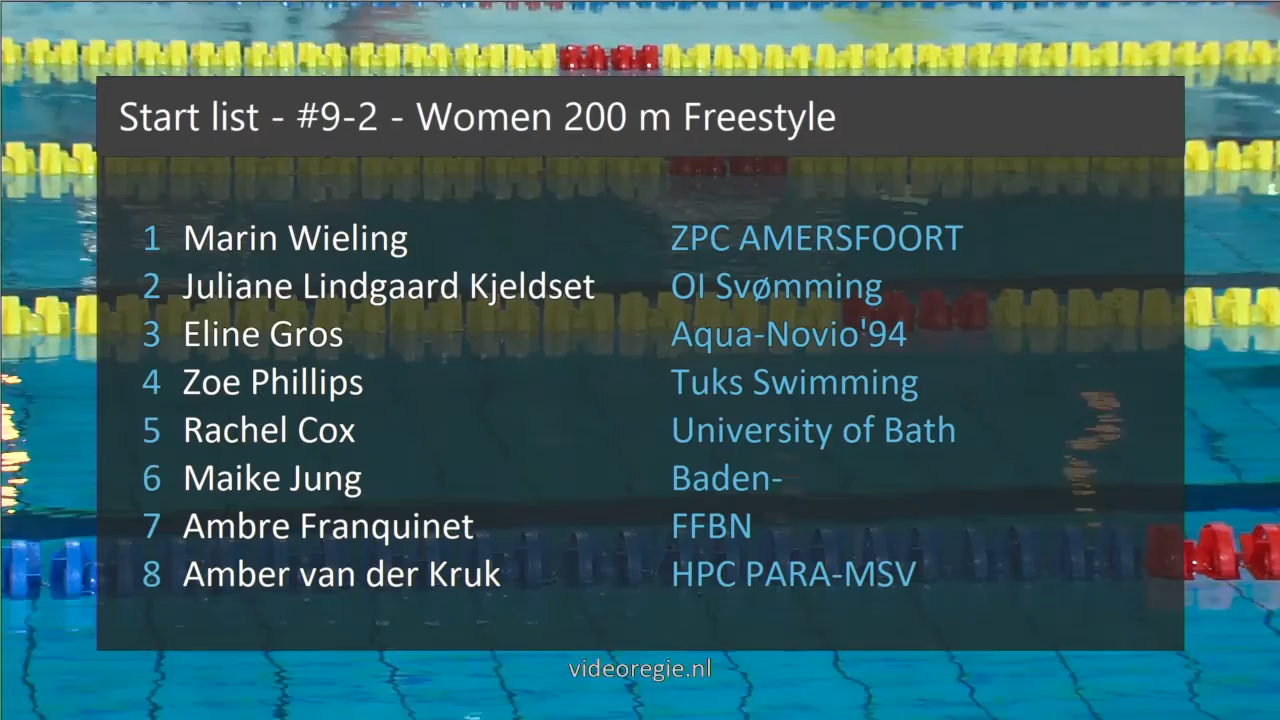 Start list - #9-2 - Women 200 m Freestyle
1 Marin Wieling ZPC AMERSFOORT
2 Juliane Lindgaard Kjeldset OI Svømming
3 Eline Gros Aqua-Novio'94
4 Zoe Phillips Tuks Swimming
5 Rachel Cox University of Bath
6 Maike Jung Baden-
7 Ambre Franquinet FFBN
8 Amber van der Kruk HPC PARA-MSV
videoregie.nl